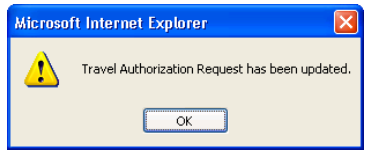 Microsoft Internet Explorer
Travel Authorization Request has been updated.
OK